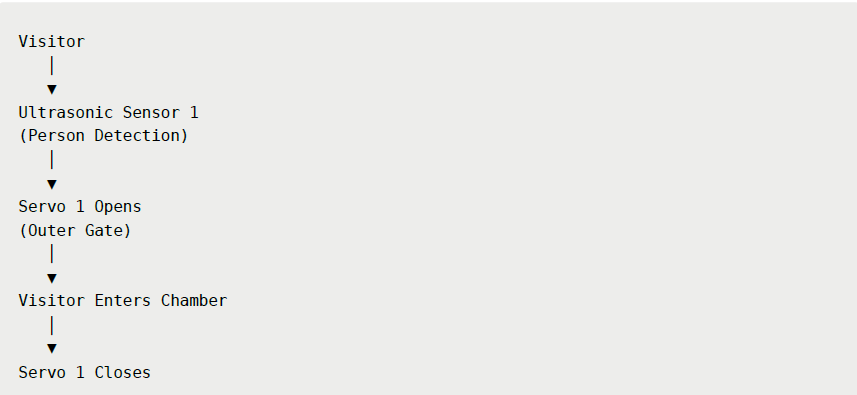 Visitor
│
▼
Ultrasonic Sensor 1
(Person Detection)
│
▼
Servo 1 Opens
(Outer Gate)
│
▼
Visitor Enters Chamber
│
▼
Servo 1 Closes